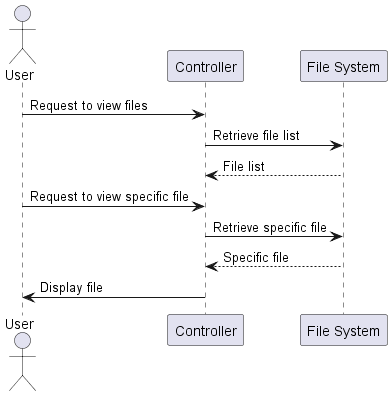 User
Controller
File System
Request to view files
Retrieve file list
File list
Request to view specific file
Retrieve specific file
Specific file
Display file
User
Controller
File System